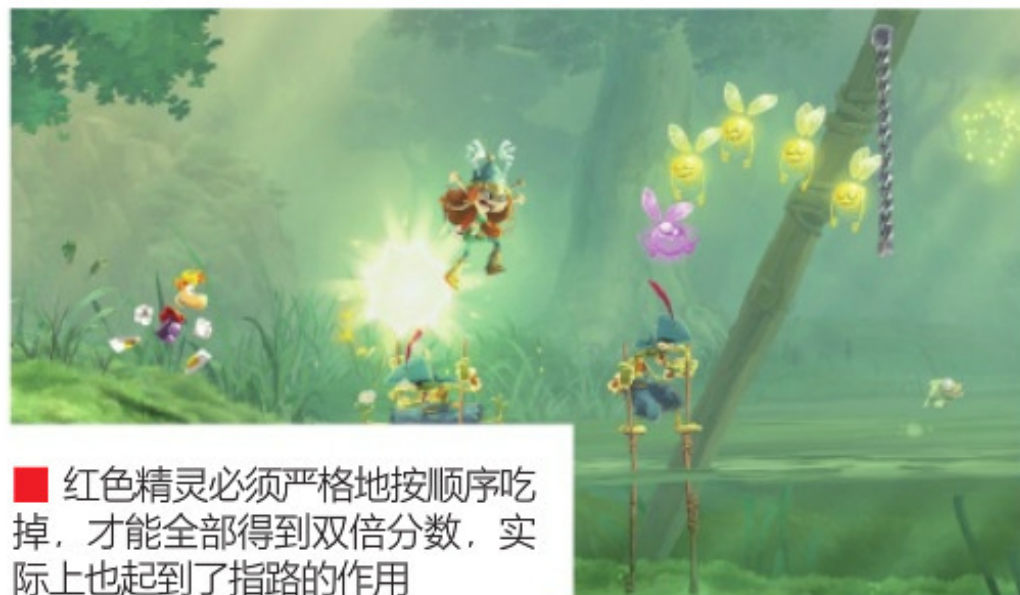 红色精灵必须严格地按顺序吃
掉，才能全部得到双倍分数，实
际上也起到了指路的作用